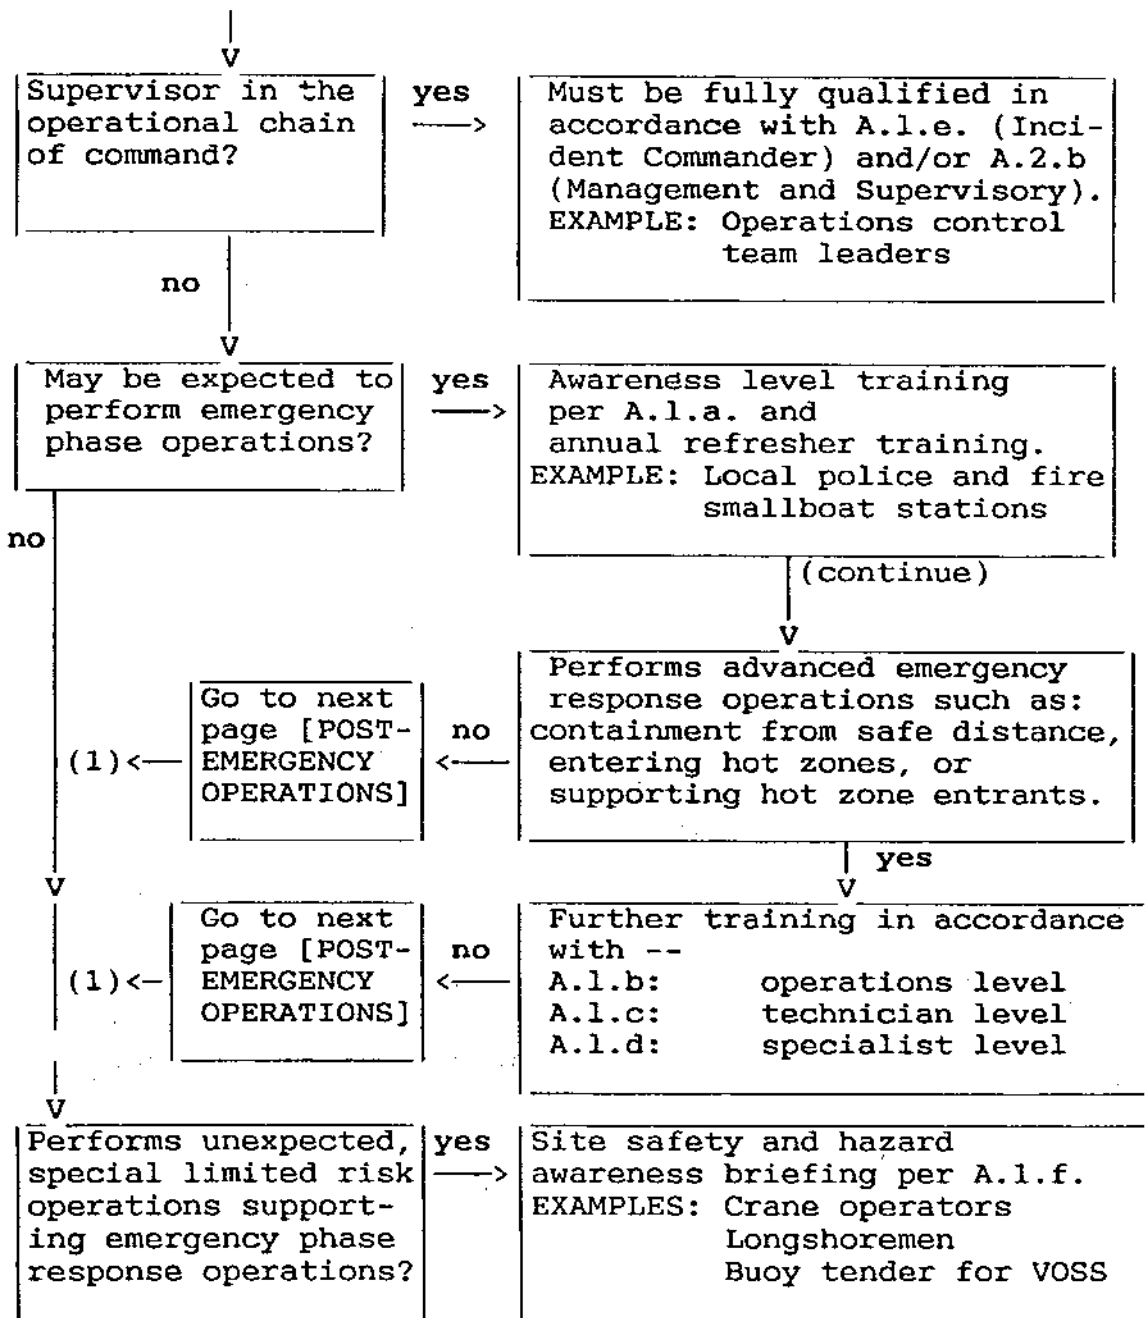 Supervisor in the
operational chain
of command?
yes
Must be fully qualified in
accordance with A.1.e. (Inci-
dent Commander) and/or A.2.b
(Management and Supervisory).
EXAMPLE: Operations control
team leaders
no
May be expected to
perform emergency
phase operations?
yes
Awareness level training
per A.1.a. and
annual refresher training.
EXAMPLE: Local police and fire
smallboat stations
no
(continue)
Performs advanced emergency
response operations such as:
containment from safe distance,
entering hot zones, or
supporting hot zone entrants.
no
Go to next
page [POST-
EMERGENCY
OPERATIONS]
(1)
yes
Further training in accordance
with --
A.1.b: operations level
A.1.c: technician level
A.1.d: specialist level
no
Go to next
page [POST-
EMERGENCY
OPERATIONS]
(1)
Performs unexpected,
special limited risk
operations support-
ing emergency phase
response operations?
yes
Site safety and hazard
awareness briefing per A.1.f.
EXAMPLES: Crane operators
Longshoremen
Buoy tender for VOSS